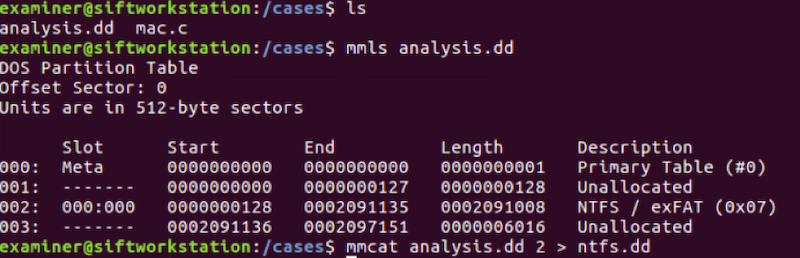 examiner@siftworkstation:/cases$ ls
analysis.dd  mac.c
examiner@siftworkstation:/cases$ mmls analysis.dd
DOS Partition Table
Offset Sector: 0
Units are in 512-byte sectors
      Slot      Start        End          Length       Description
000:  Meta      0000000000   0000000000   0000000001   Primary Table (#0)
001:  -------   0000000000   0000000127   0000000128   Unallocated
002:  000:000   0000000128   0002091135   0002091008   NTFS / exFAT (0x07)
003:  -------   0002091136   0002097151   0000006016   Unallocated
examiner@siftworkstation:/cases$ mmcat analysis.dd 2 > ntfs.dd